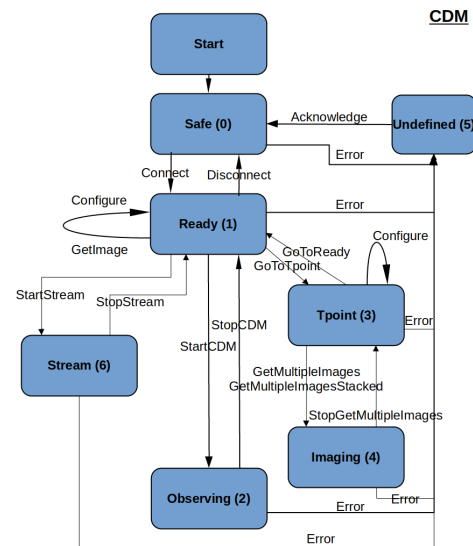 CDM
Start
Safe (0)
Undefined (5)
Acknowledge
Error
Connect
Disconnect
Configure
Ready (1)
Error
GetImage
GoToReady
GoToTpoint
Configure
StartStream
StopStream
StopCDM
StartCDM
Tpoint (3)
Error
Stream (6)
GetMultipleImages
GetMultipleImagesStacked
StopGetMultipleImages
Imaging (4)
Observing (2)
Error
Error
Error